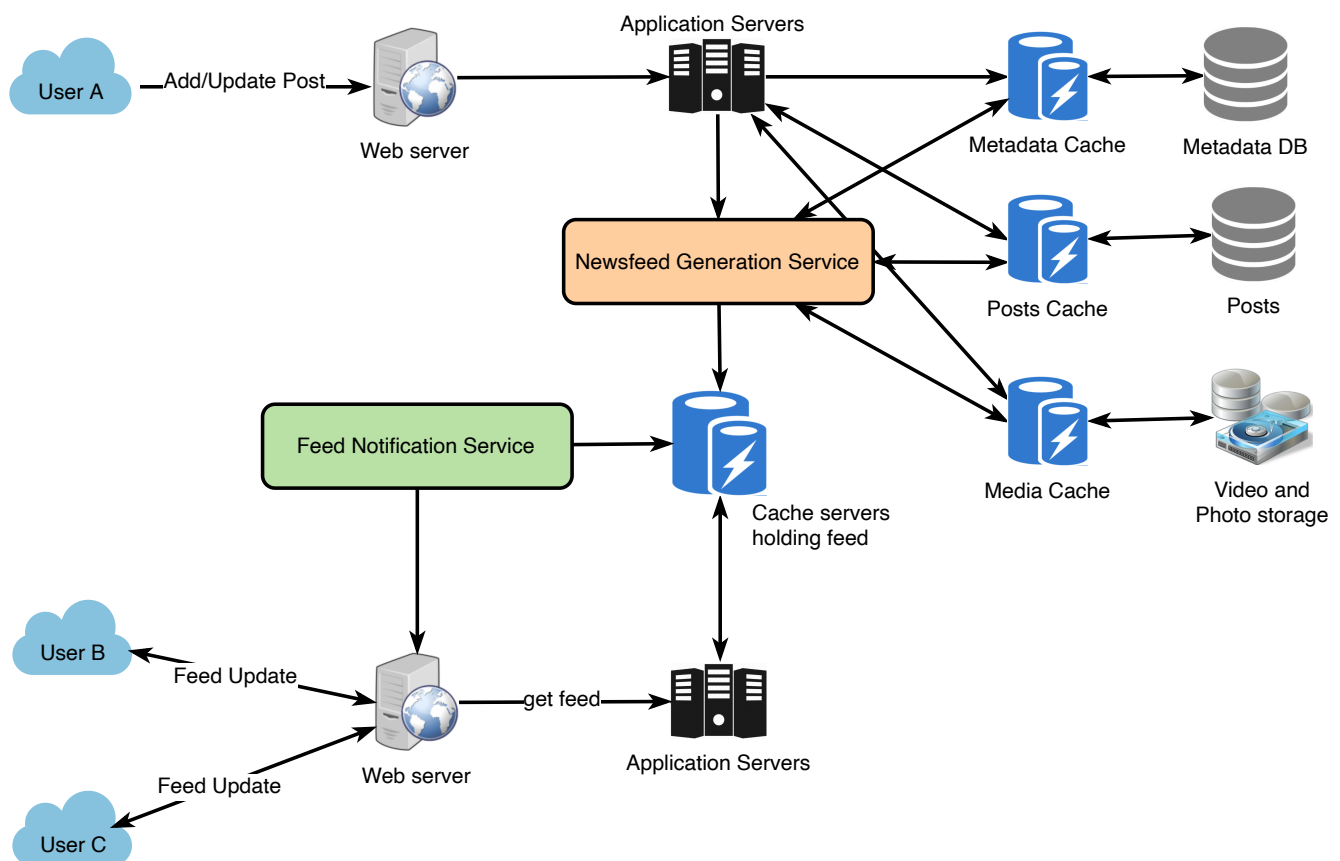 Application Servers
User A
Add/Update Post
Web server
Metadata Cache
Metadata DB
Newsfeed Generation Service
Posts Cache
Posts
Feed Notification Service
Media Cache
Video and
Photo storage
Cache servers
holding feed
User B
Feed Update
get feed
Web server
Application Servers
Feed Update
User C